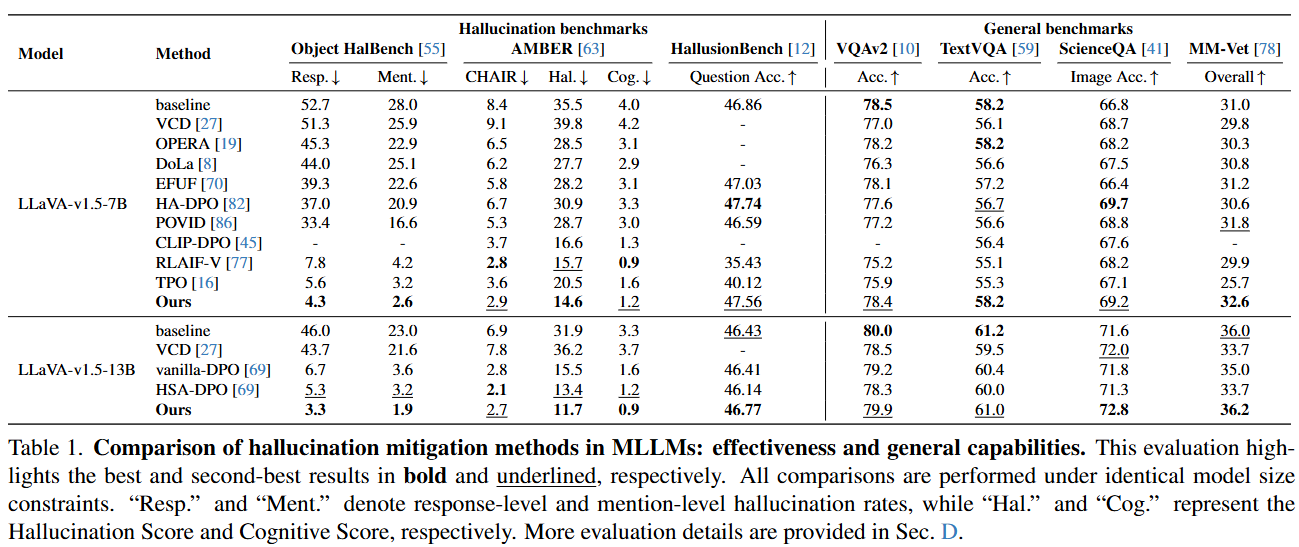 Hallucination benchmarks General benchmarks
Model Method Object HalBench [55] AMBER [63] HallusionBench [12] VQAv2 [10] TextVQA [59] ScienceQA [41] MM-Vet [78]
Resp.↓ Ment.↓ CHAIR↓ Hal.↓ Cog.↓ Question Acc.↑ Acc.↑ Acc.↑ Image Acc.↑ Overall↑
baseline 52.7 28.0 8.4 35.5 4.0 46.86 78.5 58.2 66.8 31.0
VCD [27] 51.3 25.9 9.1 39.8 4.2 - 77.0 56.1 68.7 29.8
OPERA [19] 45.3 22.9 6.5 28.5 3.1 - 78.2 58.2 68.2 30.3
DoLa [8] 44.0 25.1 6.2 27.7 2.9 - 76.3 56.6 67.5 30.8
EFUF [70] 39.3 22.6 5.8 28.2 3.1 47.03 78.1 57.2 66.4 31.2
LLaVA-v1.5-7B HA-DPO [82] 37.0 20.9 6.7 30.9 3.3 47.74 77.6 56.7 69.7 30.6
POVID [86] 33.4 16.6 5.3 28.7 3.0 46.59 77.2 56.6 68.8 31.8
CLIP-DPO [45] - - 3.7 16.6 1.3 - - 56.4 67.6 -
RLAIF-V [77] 7.8 4.2 2.8 15.7 0.9 35.43 75.2 55.1 68.2 29.9
TPO [16] 5.6 3.2 3.6 20.5 1.6 40.12 75.9 55.3 67.1 25.7
Ours 4.3 2.6 2.9 14.6 1.2 47.56 78.4 58.2 69.2 32.6
baseline 46.0 23.0 6.9 31.9 3.3 46.43 80.0 61.2 71.6 36.0
VCD [27] 43.7 21.6 7.8 36.2 3.7 - 78.5 59.5 72.0 33.7
LLaVA-v1.5-13B vanilla-DPO [69] 6.7 3.6 2.8 15.5 1.6 46.41 79.2 60.4 71.8 35.0
HSA-DPO [69] 5.3 3.2 2.1 13.4 1.2 46.14 78.3 60.0 71.3 33.7
Ours 3.3 1.9 2.7 11.7 0.9 46.77 79.9 61.0 72.8 36.2
Table 1. Comparison of hallucination mitigation methods in MLLMs: effectiveness and general capabilities. This evaluation high-
lights the best and second-best results in bold and underlined, respectively. All comparisons are performed under identical model size
constraints. “Resp.” and “Ment.” denote response-level and mention-level hallucination rates, while “Hal.” and “Cog.” represent the
Hallucination Score and Cognitive Score, respectively. More evaluation details are provided in Sec. D.